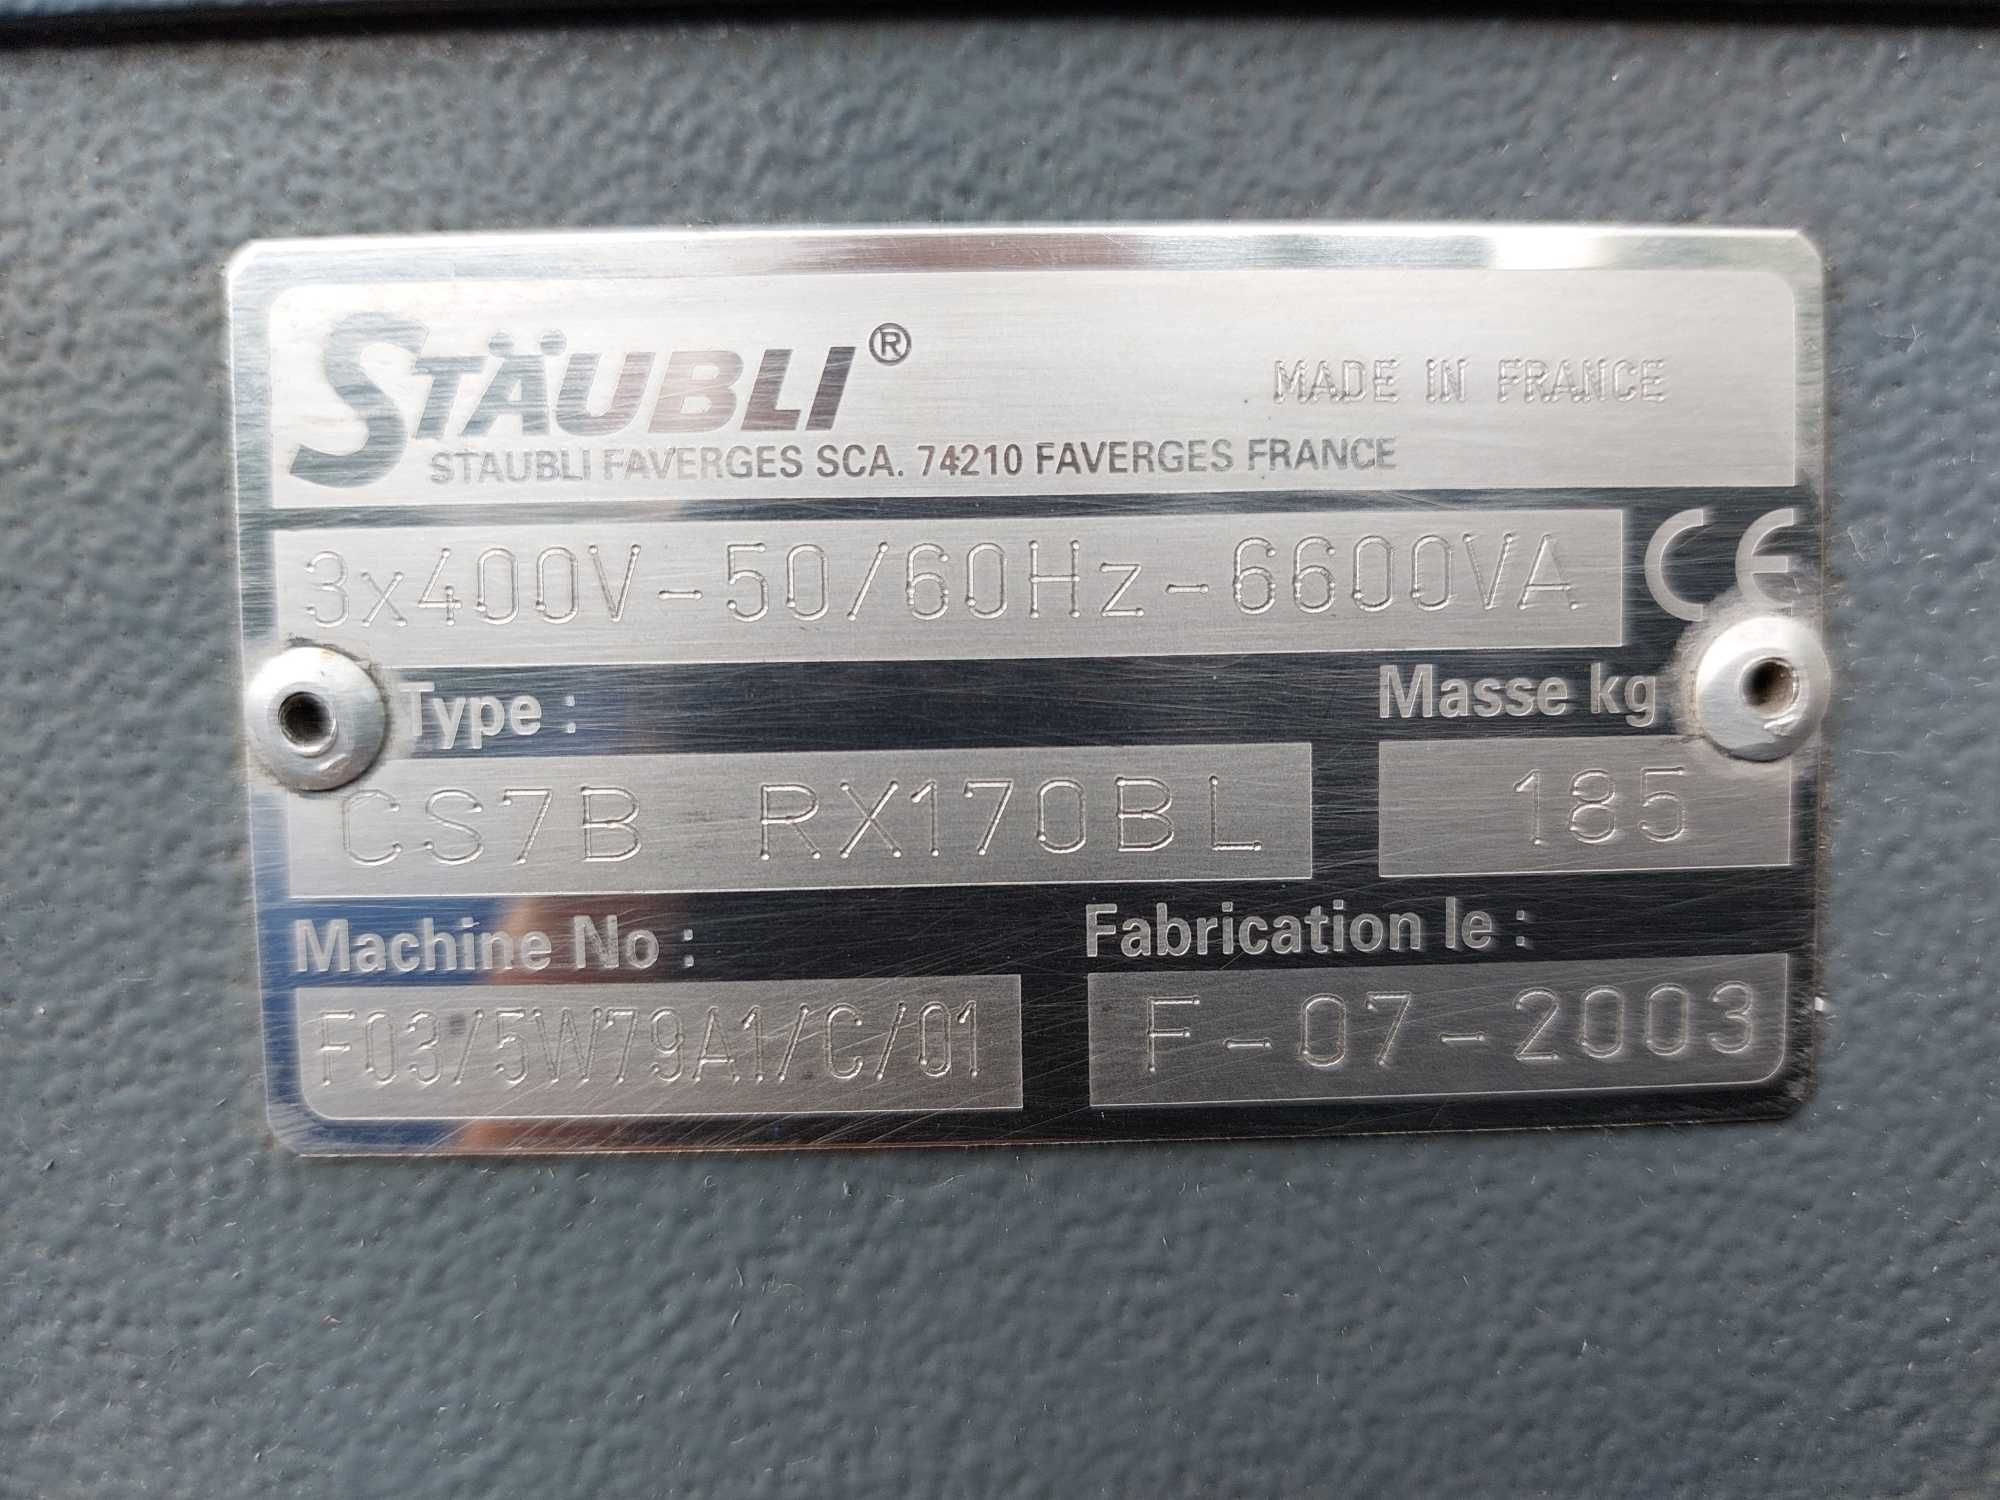 STÄUBLI®
MADE IN FRANCE
STAUBLI FAVERGES SCA. 74210 FAVERGES FRANCE
3x400V-50/60Hz-6600VA
CE
Type :
Masse kg
CS7B RX170BL
185
Machine No :
Fabrication le :
F03/5W79A1/C/01
F-07-2003